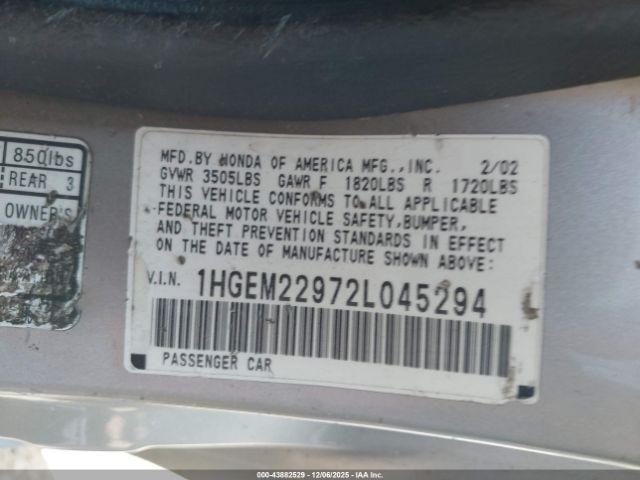 850lbs
REAR 3
OWNER'S
MFD.BY HONDA OF AMERICA MFG.,INC. 2/02
GVWR 3505LBS GAWR F 1820LBS R 1720LBS
THIS VEHICLE CONFORMS TO ALL APPLICABLE
FEDERAL MOTOR VEHICLE SAFETY,BUMPER,
AND THEFT PREVENTION STANDARDS IN EFFECT
ON THE DATE OF MANUFACTURE SHOWN ABOVE:
V.I.N. 1HGEM22972L045294
PASSENGER CAR
000-43882529 - 12/06/2025 - IAA Inc.